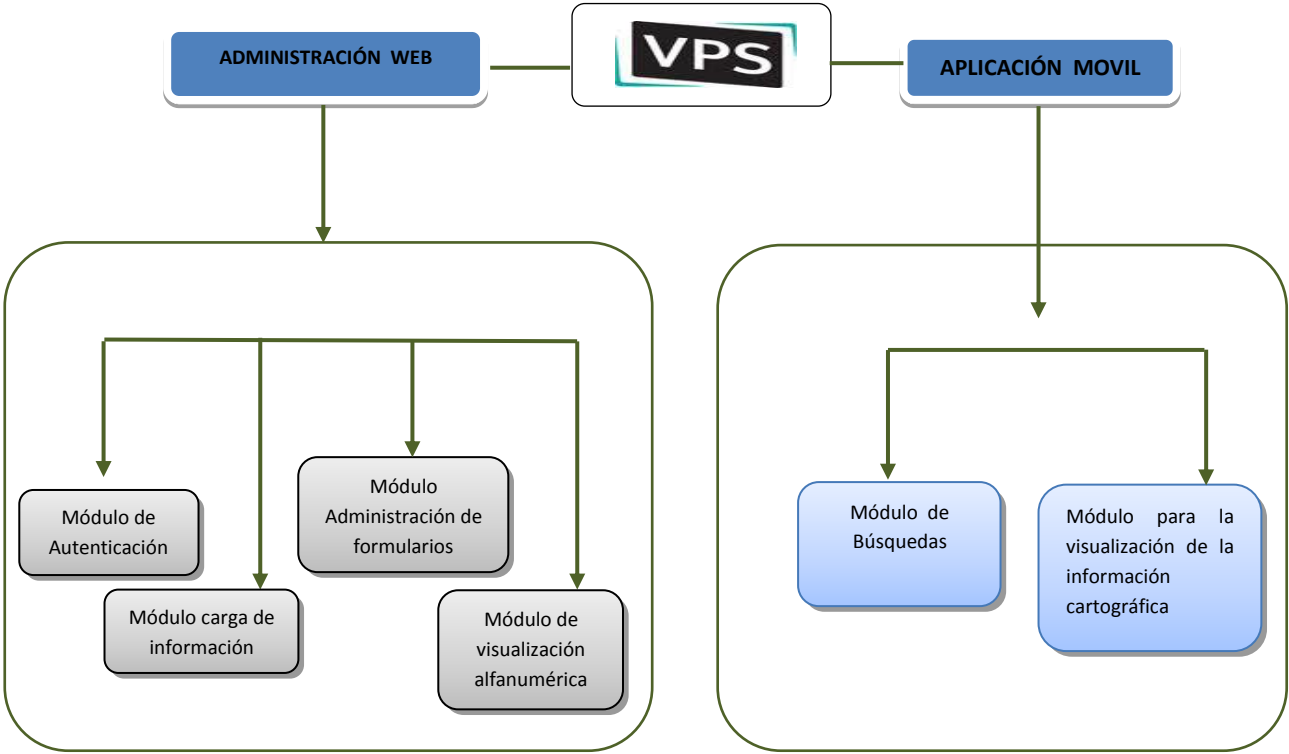 ADMINISTRACIÓN WEB
VPS
APLICACIÓN MOVIL
Módulo de
Autenticación
Módulo carga de
información
Módulo
Administración de
formularios
Módulo de
visualización
alfanumérica
Módulo de
Búsquedas
Módulo para la
visualización de la
información
cartográfica